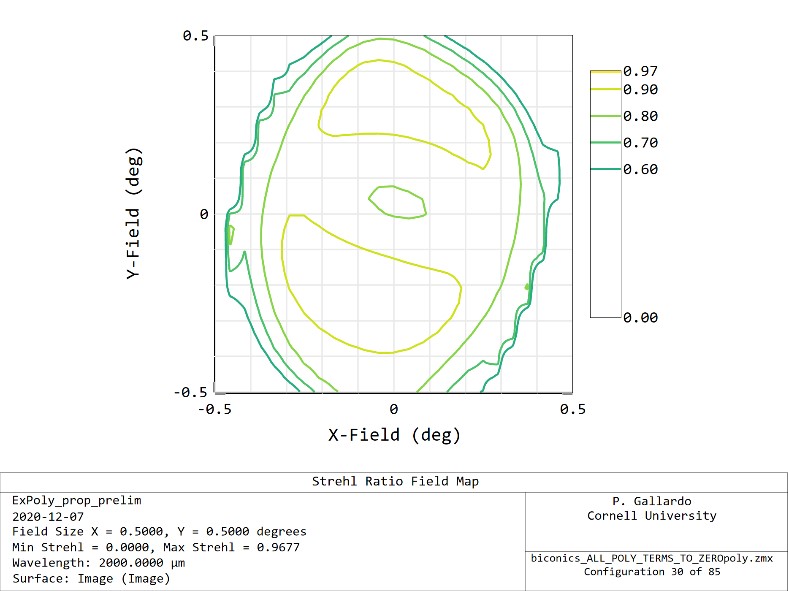 0.5
0
-0.5
Y-Field (deg)
-0.5 0 0.5
X-Field (deg)
0.97
0.90
0.80
0.70
0.60
0.00
Strehl Ratio Field Map
ExPoly_prop_prelim
2020-12-07
Field Size X = 0.5000, Y = 0.5000 degrees
Min Strehl = 0.0000, Max Strehl = 0.9677
Wavelength: 2000.0000 µm
Surface: Image (Image)
P. Gallardo
Cornell University
biconics_ALL_POLY_TERMS_TO_ZEROpoly.zmx
Configuration 30 of 85